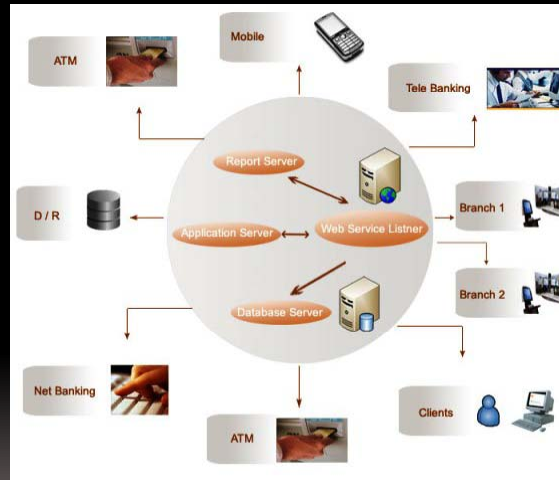 Mobile
ATM
Tele Banking
Report Server
D / R
Application Server
Web Service Listner
Branch 1
Branch 2
Database Server
Net Banking
Clients
ATM